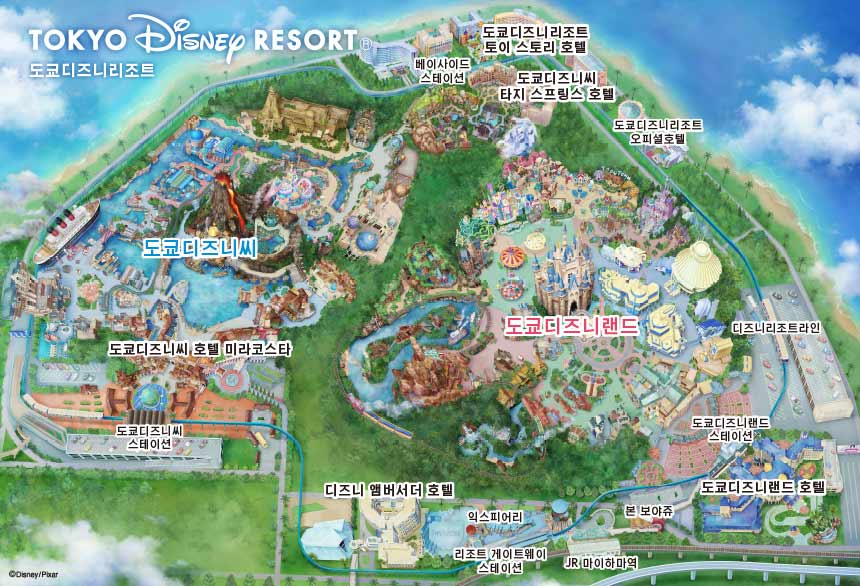 TOKYO Disney RESORT®
도쿄디즈니리조트
도쿄디즈니리조트
토이 스토리 호텔
베이사이드
스테이션
도쿄디즈니씨
타지 스프링스 호텔
도쿄디즈니리조트
오피셜호텔
도쿄디즈니씨
도쿄디즈니랜드
디즈니리조트라인
도쿄디즈니씨 호텔 미라코스타
도쿄디즈니씨
스테이션
도쿄디즈니랜드
스테이션
디즈니 앰버서더 호텔
도쿄디즈니랜드 호텔
익스피어리
본 보야쥬
리조트 게이트웨이
스테이션
JR 마이하마역
©Disney/Pixar